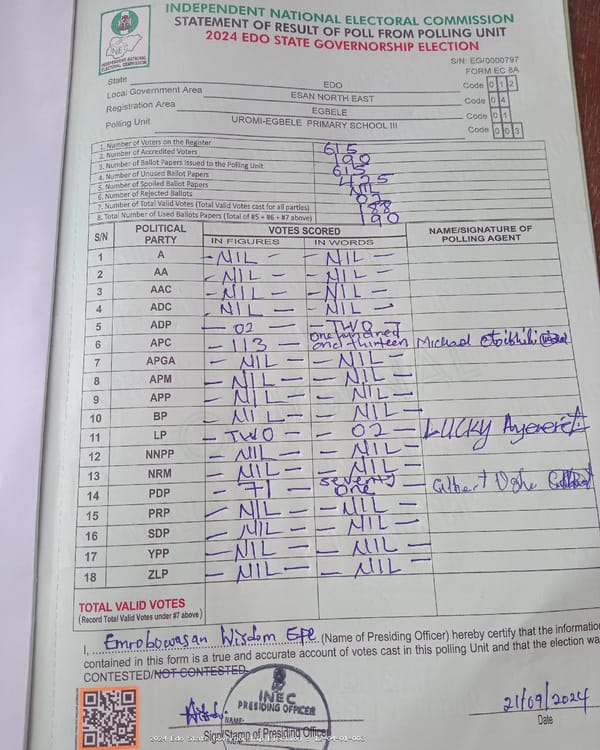 INDEPENDENT NATIONAL ELECTORAL COMMISSION
STATEMENT OF RESULT OF POLL FROM POLLING UNIT
2024 EDO STATE GOVERNORSHIP ELECTION
INEC
INDEPENDENT NATIONAL ELECTORAL COMMISSION
S/N: EG/0000797
FORM EC 8A
State EDO Code 0 1 2
Local Government Area ESAN NORTH EAST Code 0 4
Registration Area EGBELE Code 0 1
Polling Unit UROMI-EGBELE PRIMARY SCHOOL III Code 0 0 3
1. Number of Voters on the Register 615
2. Number of Accredited Voters 190
3. Number of Ballot Papers Issued to the Polling Unit 615
4. Number of Unused Ballot Papers 425
5. Number of Spoiled Ballot Papers NIL
6. Number of Rejected Ballots 02
7. Number of Total Valid Votes (Total Valid Votes cast for all parties) 188
8. Total Number of Used Ballots Papers (Total of #5 + #6 + #7 above) 190
S/N POLITICAL PARTY VOTES SCORED NAME/SIGNATURE OF POLLING AGENT
IN FIGURES IN WORDS
1 A - NIL - - NIL -
2 AA - NIL - - NIL -
3 AAC - NIL - - NIL -
4 ADC - NIL - - NIL -
5 ADP - 02 - - TWO -
6 APC - 113 - One hundred and thirteen Michael
7 APGA - NIL - - NIL -
8 APM - NIL - - NIL -
9 APP - NIL - - NIL -
10 BP - NIL - - NIL -
11 LP - TWO - - 02 - LUCKY
12 NNPP - NIL - - NIL -
13 NRM - NIL - - NIL -
14 PDP - 71 - Seventy One -
15 PRP - NIL - - NIL -
16 SDP - NIL - - NIL -
17 YPP - NIL - - NIL -
18 ZLP - NIL - - NIL -
TOTAL VALID VOTES
(Record Total Valid Votes under #7 above)
I, Wisdom (Name of Presiding Officer) hereby certify that the information
contained in this form is a true and accurate account of votes cast in this polling Unit and that the election was
CONTESTED/NOT CONTESTED
INEC
PRESIDING OFFICER
NAME:
Sign/Stamp of Presiding Officer
21/09/2024
Date